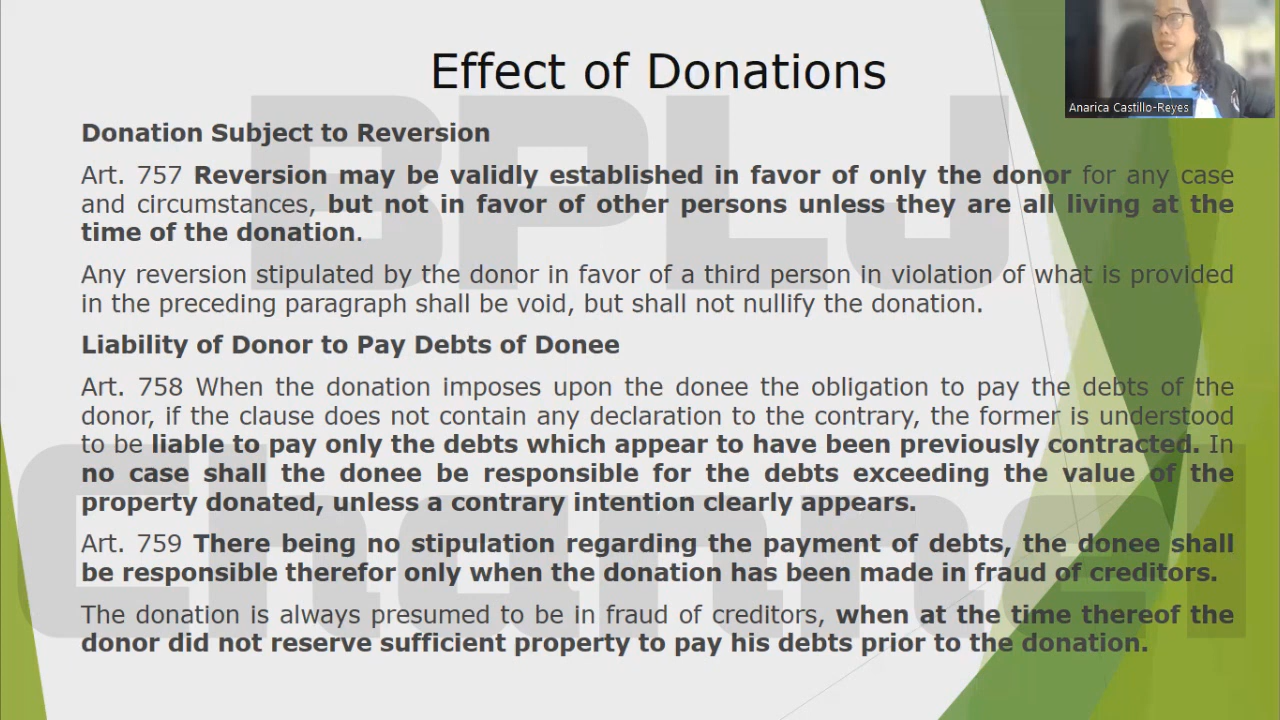 Effect of Donations
Anarica Castillo-Reyes
Donation Subject to Reversion
Art. 757 Reversion may be validly established in favor of only the donor for any case
and circumstances, but not in favor of other persons unless they are all living at the
time of the donation.
Any reversion stipulated by the donor in favor of a third person in violation of what is provided
in the preceding paragraph shall be void, but shall not nullify the donation.
Liability of Donor to Pay Debts of Donee
Art. 758 When the donation imposes upon the donee the obligation to pay the debts of the
donor, if the clause does not contain any declaration to the contrary, the former is understood
to be liable to pay only the debts which appear to have been previously contracted. In
no case shall the donee be responsible for the debts exceeding the value of the
property donated, unless a contrary intention clearly appears.
Art. 759 There being no stipulation regarding the payment of debts, the donee shall
be responsible therefor only when the donation has been made in fraud of creditors.
The donation is always presumed to be in fraud of creditors, when at the time thereof the
donor did not reserve sufficient property to pay his debts prior to the donation.
BPLJ
Channel